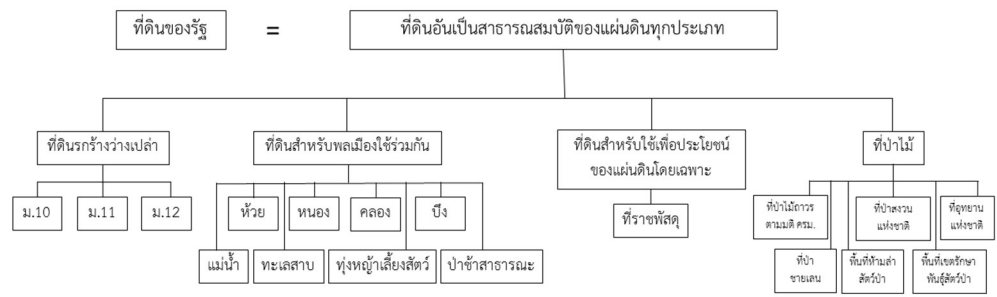 ที่ดินของรัฐ = ที่ดินอันเป็นสาธารณสมบัติของแผ่นดินทุกประเภท
ที่ดินรกร้างว่างเปล่า
ม.10
ม.11
ม.12
ที่ดินสำหรับพลเมืองใช้ร่วมกัน
ห้วย
หนอง
คลอง
บึง
แม่น้ำ
ทะเลสาบ
ทุ่งหญ้าเลี้ยงสัตว์
ป่าช้าสาธารณะ
ที่ดินสำหรับใช้เพื่อประโยชน์
ของแผ่นดินโดยเฉพาะ
ที่ราชพัสดุ
ที่ป่าไม้
ที่ป่าไม้ถาวร
ตามมติ ครม.
ที่ป่าสงวน
แห่งชาติ
ที่อุทยาน
แห่งชาติ
ที่ป่า
ชายเลน
พื้นที่ห้ามล่า
สัตว์ป่า
พื้นที่เขตรักษา
พันธุ์สัตว์ป่า